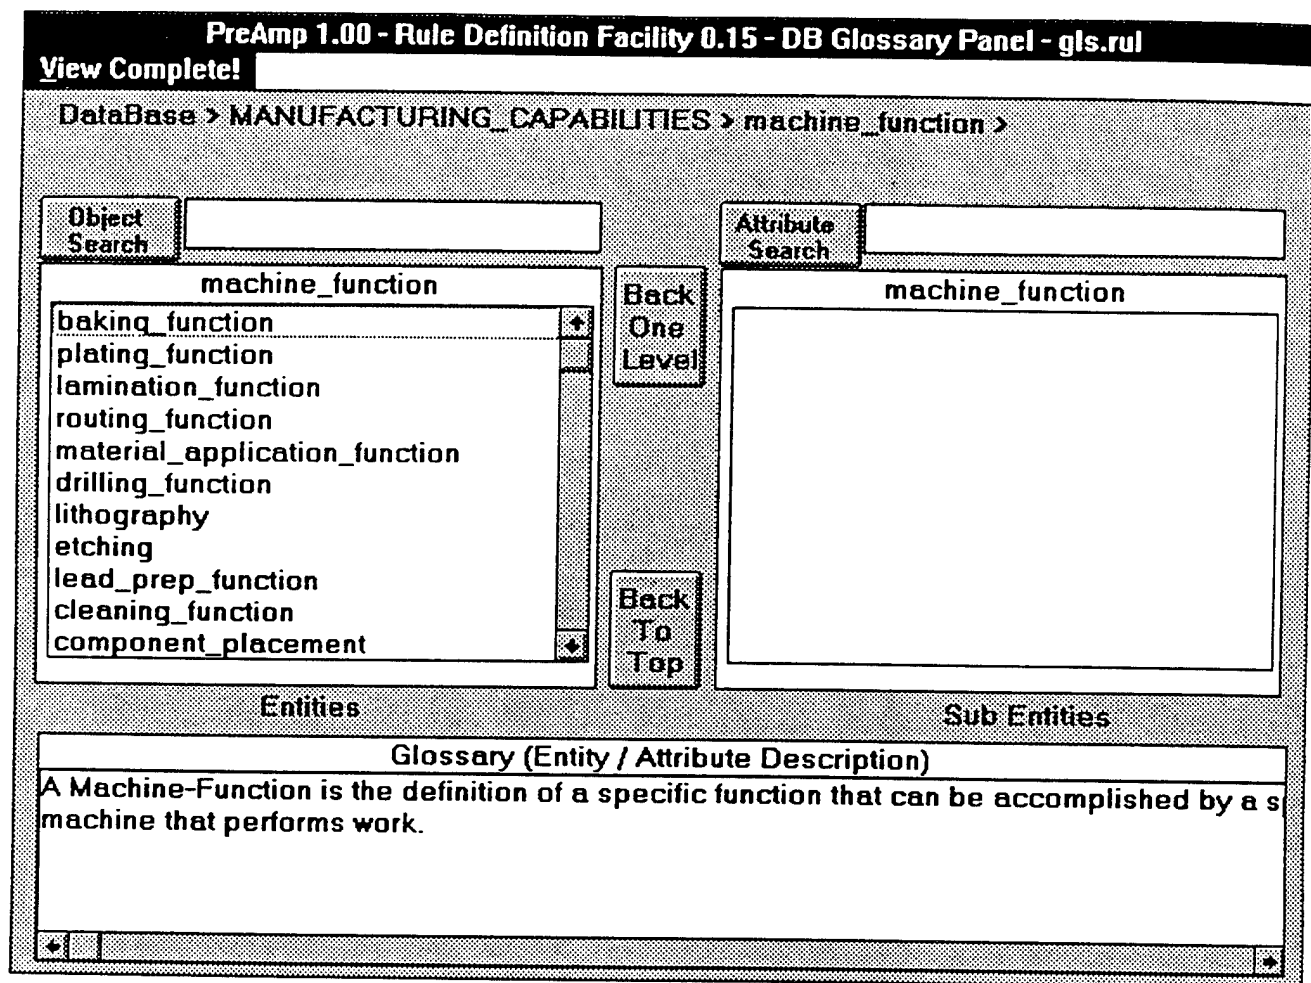 PreAmp 1.00 - Rule Definition Facility 0.15 - DB Glossary Panel - gls.rul
View Complete!
DataBase > MANUFACTURING_CAPABILITIES > machine_function >
Object
Search
Attribute
Search
machine_function
baking_function
plating_function
lamination_function
routing_function
material_application_function
drilling_function
lithography
etching
lead_prep_function
cleaning_function
component_placement
Entities
Back
One
Level
Back
To
Top
machine_function
Sub Entities
Glossary (Entity / Attribute Description)
A Machine-Function is the definition of a specific function that can be accomplished by a
machine that performs work.